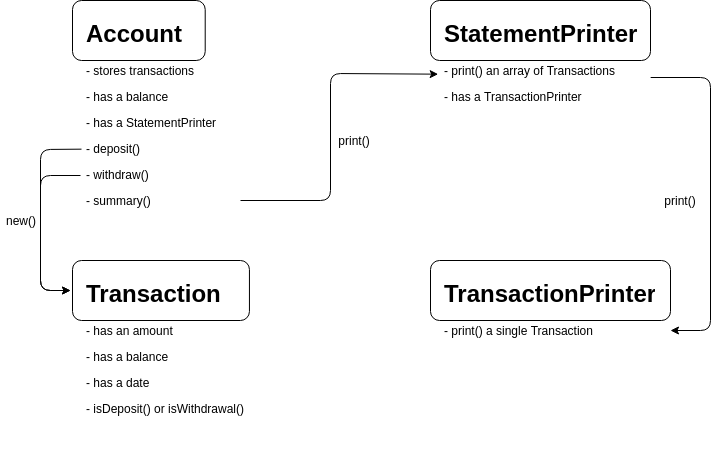 Account
- stores transactions
- has a balance
- has a StatementPrinter
- deposit()
- withdraw()
- summary()
new()
print()
StatementPrinter
- print() an array of Transactions
- has a TransactionPrinter
print()
Transaction
- has an amount
- has a balance
- has a date
- isDeposit() or isWithdrawal()
TransactionPrinter
- print() a single Transaction